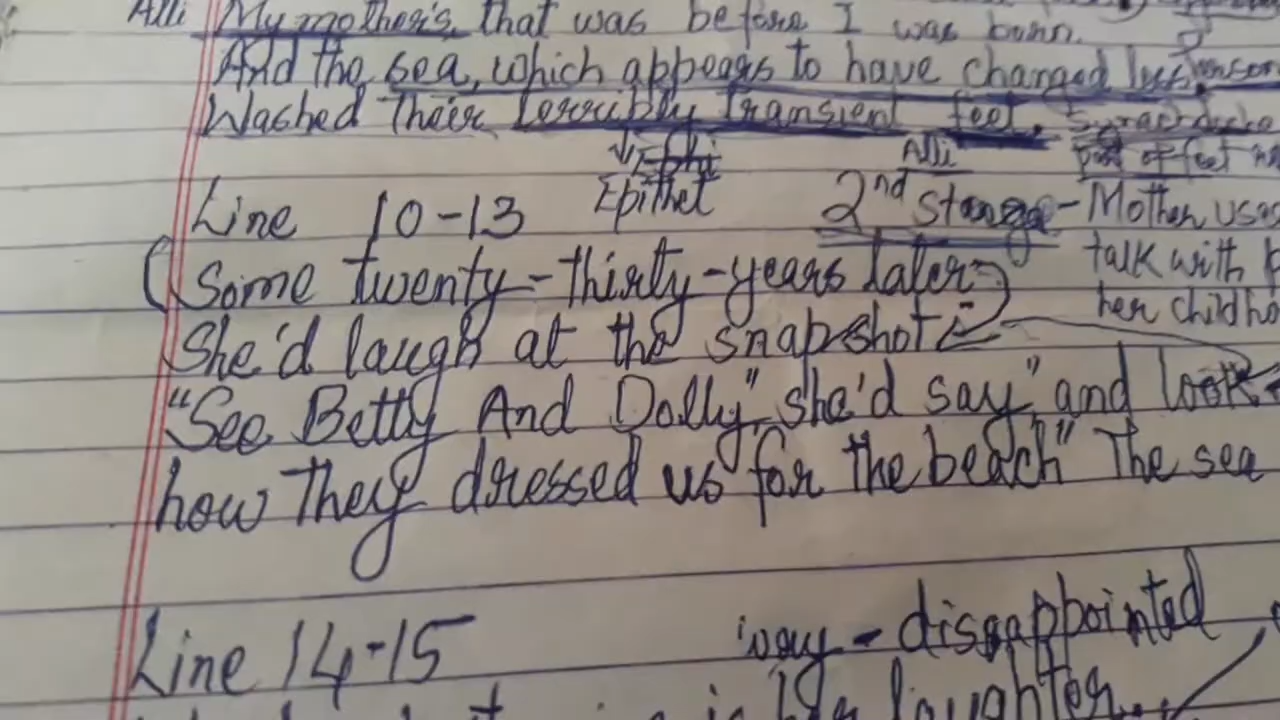 Alli My mother's, that was before I was born.
And the sea, which appears to have changed less,
Washed their terribly transient feet.
Alli
Epithet
Line 10-13 2nd stanza - Mother use
talk with
her childho
(Some twenty-thirty-years later)
She'd laugh at the snapshot
"See Betty And Dolly," she'd say," and look
how they dressed us for the beach" The sea
Line 14-15 wry - disappointed
laughter